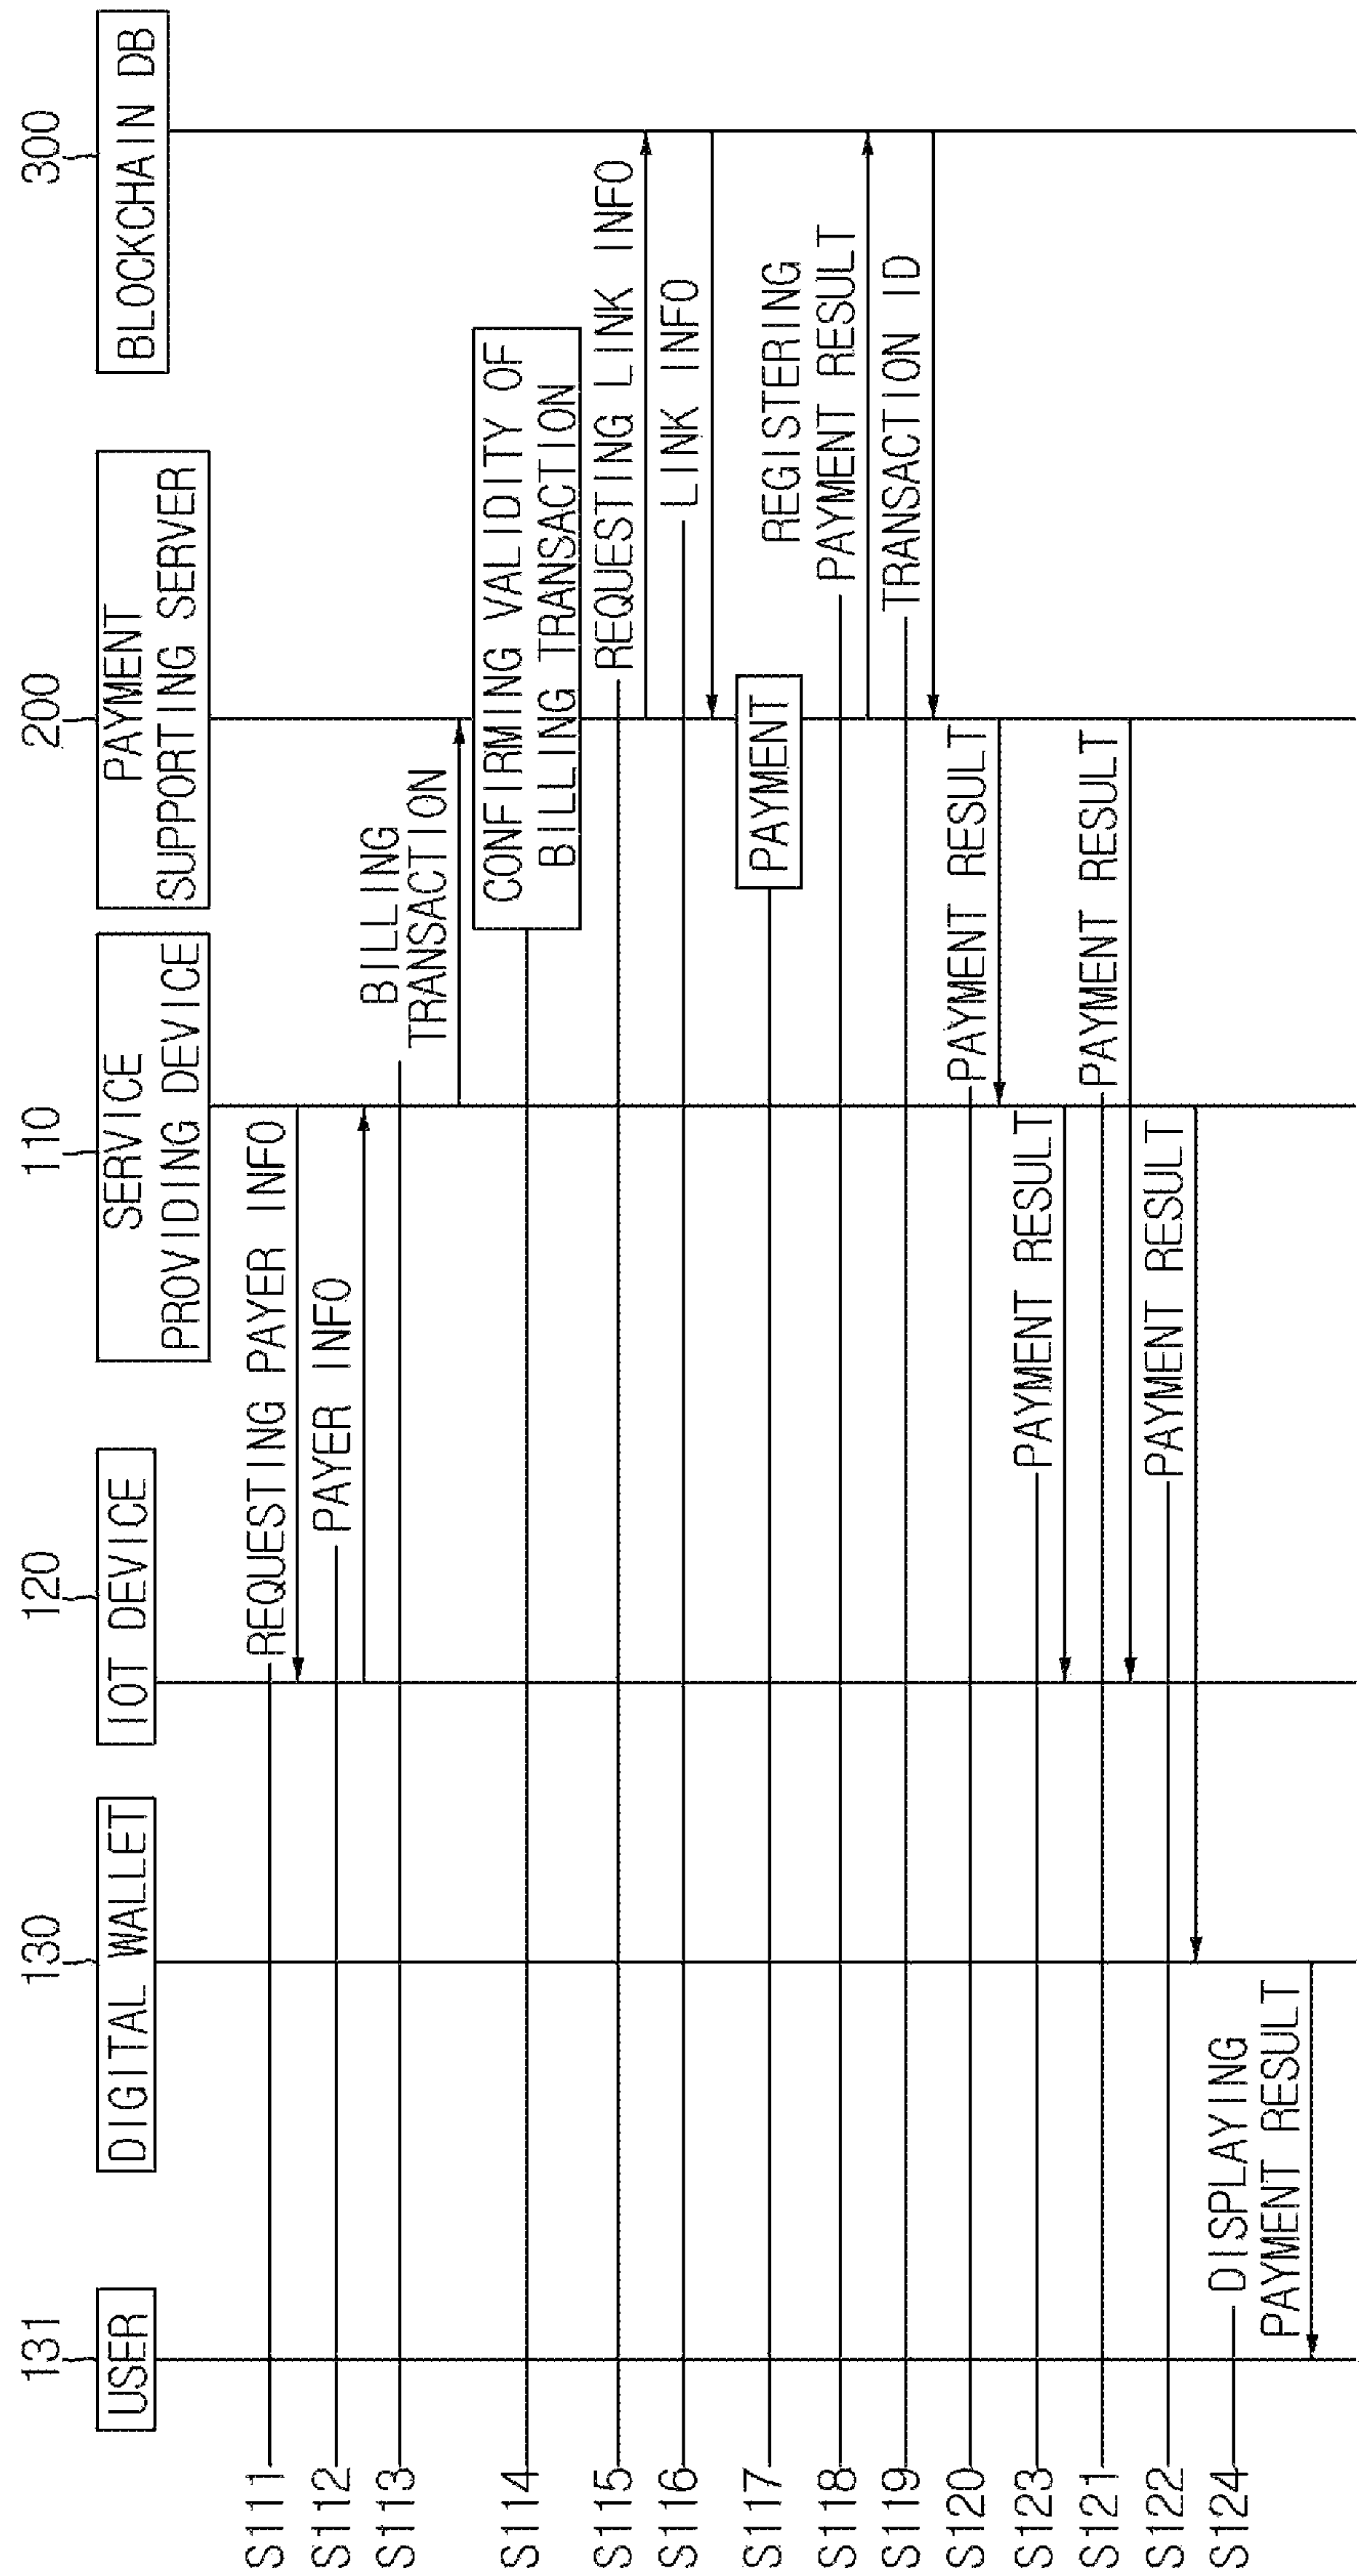 131
130
120
110
200
300
USER
DIGITAL WALLET
IOT DEVICE
SERVICE
PROVIDING DEVICE
PAYMENT
SUPPORTING SERVER
BLOCKCHAIN DB
S111
REQUESTING PAYER INFO
S112
PAYER INFO
S113
BILLING
TRANSACTION
S114
CONFIRMING VALIDITY OF
BILLING TRANSACTION
S115
REQUESTING LINK INFO
S116
LINK INFO
S117
PAYMENT
S118
REGISTERING
PAYMENT RESULT
S119
TRANSACTION ID
S120
PAYMENT RESULT
S123
PAYMENT RESULT
S121
PAYMENT RESULT
S122
PAYMENT RESULT
S124
DISPLAYING
PAYMENT RESULT